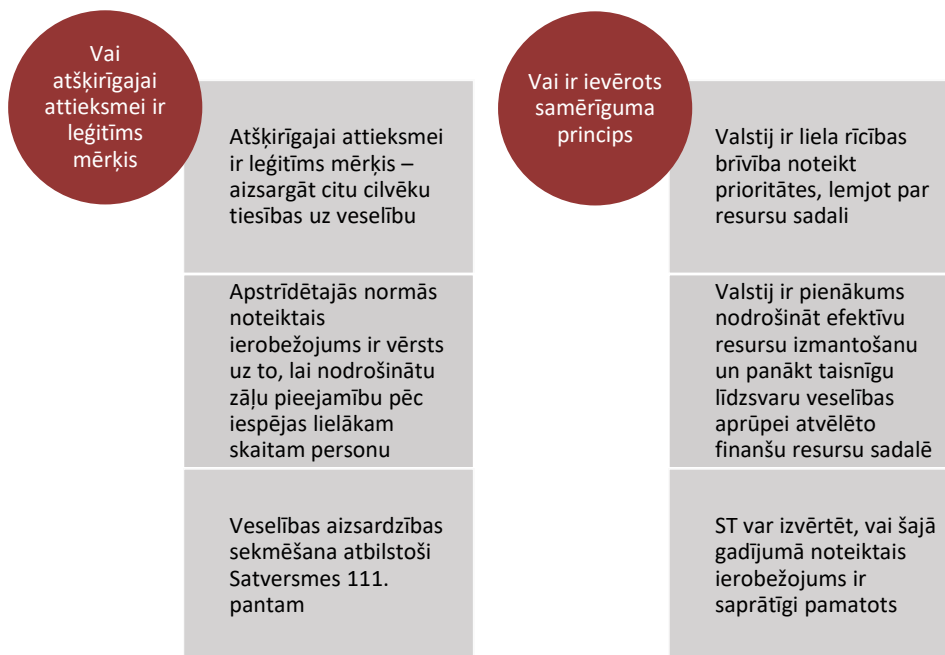 Vai
atšķirīgajai
attieksmei ir
leģitīms
mērķis
Atšķirīgajai attieksmei
ir leģitīms mērķis –
aizsargāt citu cilvēku
tiesības uz veselību
Apstrīdētajās normās
noteiktais
ierobežojums ir vērsts
uz to, lai nodrošinātu
zāļu pieejamību pēc
iespējas lielākam
skaitam personu
Veselības aizsardzības
sekmēšana atbilstoši
Satversmes 111.
pantam
Vai ir ievērots
samērīguma
princips
Valstij ir liela rīcības
brīvība noteikt
prioritātes, lemjot par
resursu sadali
Valstij ir pienākums
nodrošināt efektīvu
resursu izmantošanu
un panākt taisnīgu
līdzsvaru veselības
aprūpei atvēlēto
finanšu resursu sadalē
ST var izvērtēt, vai šajā
gadījumā noteiktais
ierobežojums ir
saprātīgi pamatots